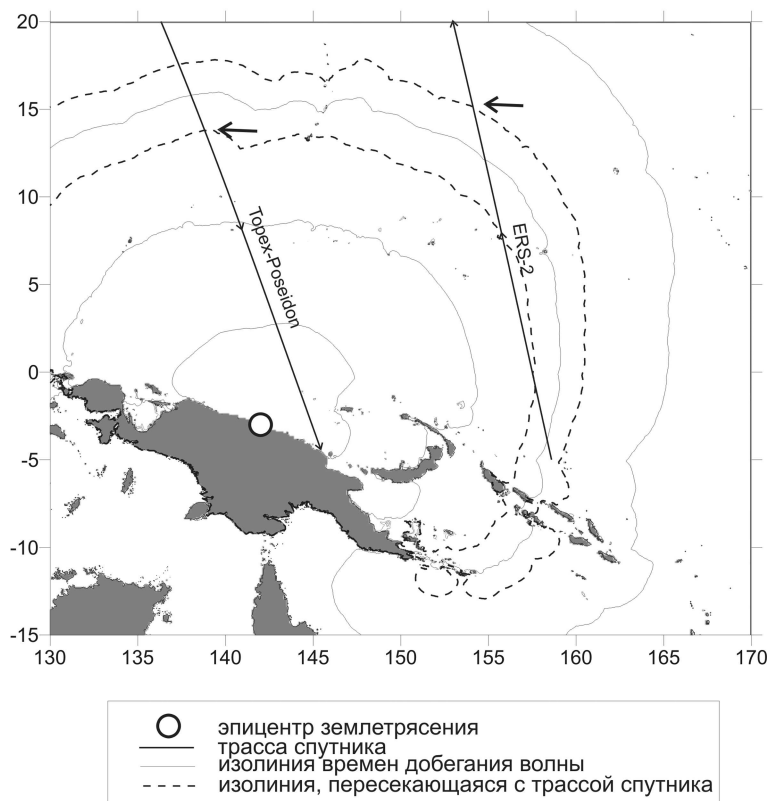 20
15
10
5
0
-5
-10
-15
130
135
140
145
150
155
160
165
170
Topex-Poseidon
ERS-2
эпицентр землетрясения
трасса спутника
изолиния времен добегания волны
изолиния, пересекающаяся с трассой спутника